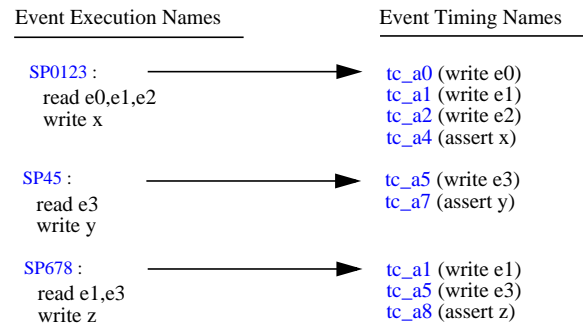 Event Execution Names
Event Timing Names
SP0123 :
read e0,e1,e2
write x
tc_a0 (write e0)
tc_a1 (write e1)
tc_a2 (write e2)
tc_a4 (assert x)
SP45 :
read e3
write y
tc_a5 (write e3)
tc_a7 (assert y)
SP678 :
read e1,e3
write z
tc_a1 (write e1)
tc_a5 (write e3)
tc_a8 (assert z)